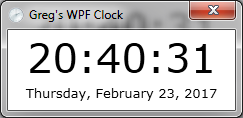 Greg's WPF Clock
20:40:31
Thursday, February 23, 2017